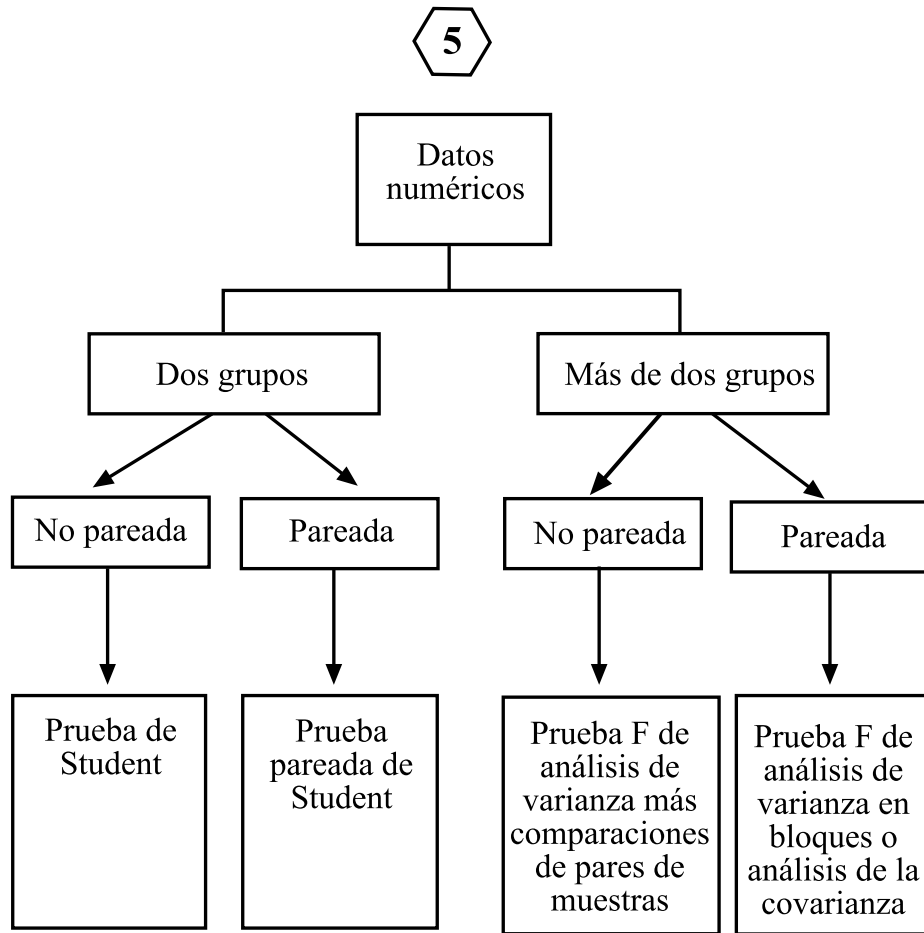 5
Datos
numéricos
Dos grupos
Más de dos grupos
No pareada
Pareada
No pareada
Pareada
Prueba de
Student
Prueba
pareada de
Student
Prueba F de
análisis de
varianza más
comparaciones
de pares de
muestras
Prueba F de
análisis de
varianza en
bloques o
análisis de la
covarianza